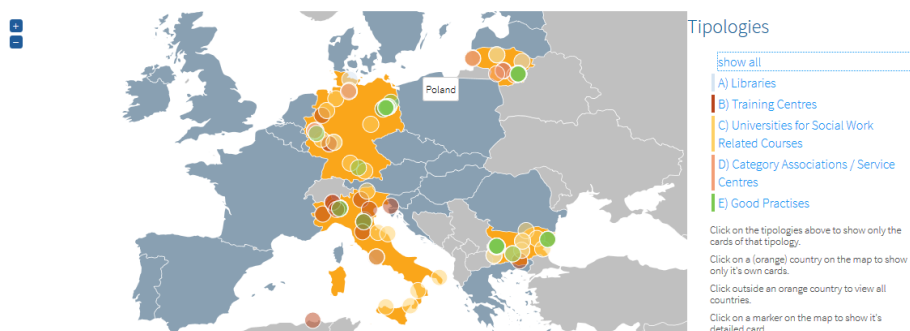 +
−
Poland
Tipologies
show all
A) Libraries
B) Training Centres
C) Universities for Social Work
Related Courses
D) Category Associations / Service
Centres
E) Good Practises
Click on the tipologies above to show only the
cards of that tipology.
Click on a (orange) country on the map to show
only it's own cards.
Click outside an orange country to view all
countries.
Click on a marker on the map to show it's
detailed card.